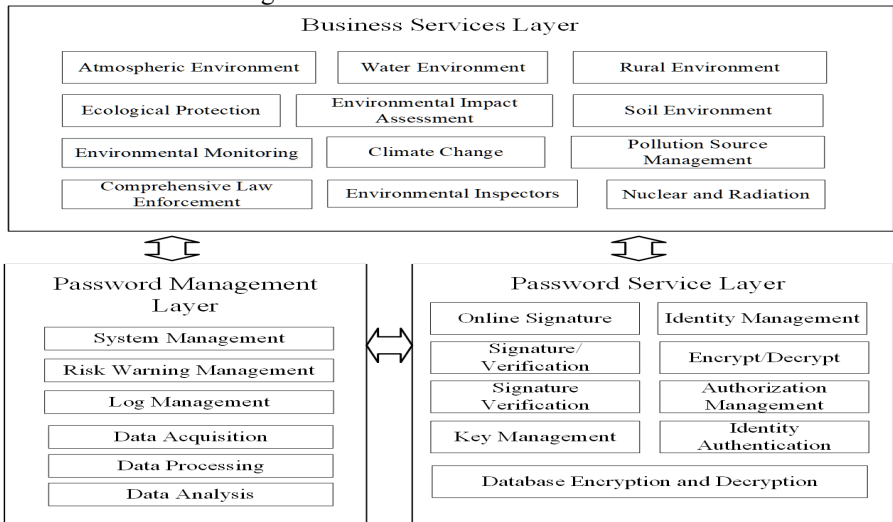 Business Services Layer
Atmospheric Environment
Water Environment
Rural Environment
Ecological Protection
Environmental Impact
Assessment
Soil Environment
Environmental Monitoring
Climate Change
Pollution Source
Management
Comprehensive Law
Enforcement
Environmental Inspectors
Nuclear and Radiation
Password Management
Layer
System Management
Risk Warning Management
Log Management
Data Acquisition
Data Processing
Data Analysis
Password Service Layer
Online Signature
Identity Management
Signature/
Verification
Encrypt/Decrypt
Signature
Verification
Authorization
Management
Key Management
Identity
Authentication
Database Encryption and Decryption